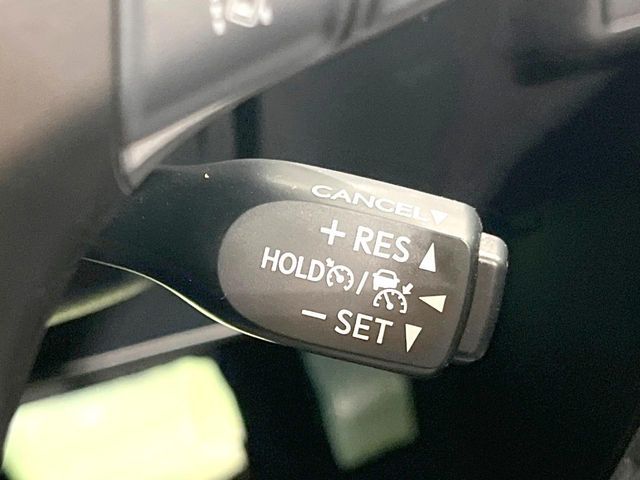 CANCEL▼
+ RES ▲
HOLD / ◀
− SET ▼